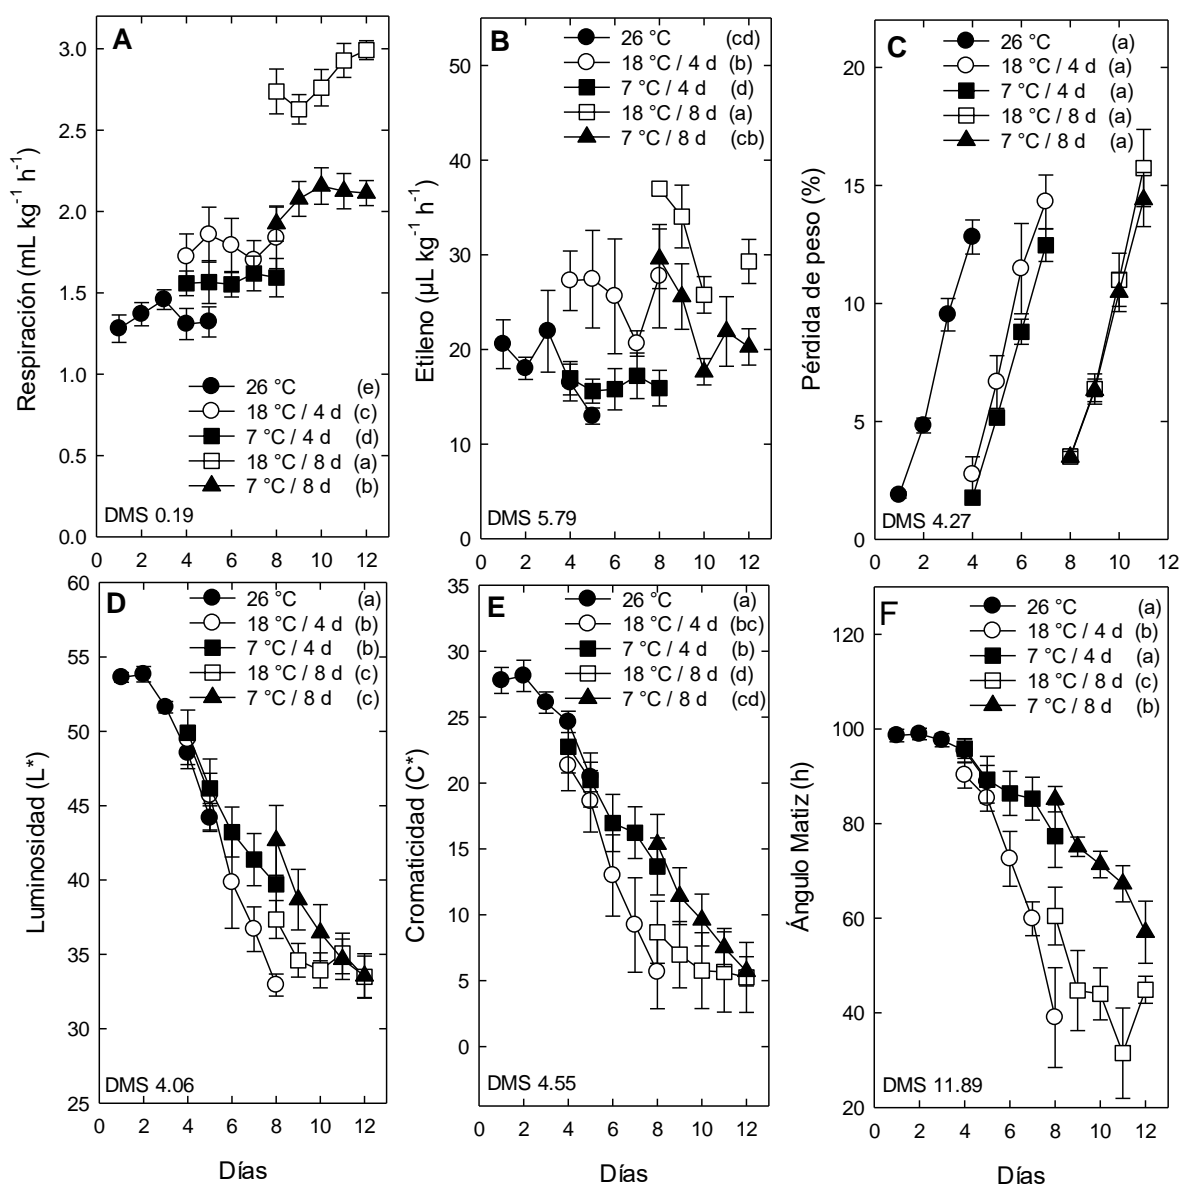 A
Respiración (mL kg-1 h-1)
3.0
2.5
2.0
1.5
1.0
0.5
0.0
26 °C (e)
18 °C / 4 d (c)
7 °C / 4 d (d)
18 °C / 8 d (a)
7 °C / 8 d (b)
DMS 0.19
0 2 4 6 8 10 12
B
Etileno (µL kg-1 h-1)
50
40
30
20
10
0
26 °C (cd)
18 °C / 4 d (b)
7 °C / 4 d (d)
18 °C / 8 d (a)
7 °C / 8 d (cb)
DMS 5.79
0 2 4 6 8 10 12
C
Pérdida de peso (%)
20
15
10
5
0
26 °C (a)
18 °C / 4 d (a)
7 °C / 4 d (a)
18 °C / 8 d (a)
7 °C / 8 d (a)
DMS 4.27
0 2 4 6 8 10 12
D
Luminosidad (L*)
60
55
50
45
40
35
30
25
26 °C (a)
18 °C / 4 d (b)
7 °C / 4 d (b)
18 °C / 8 d (c)
7 °C / 8 d (c)
DMS 4.06
0 2 4 6 8 10 12
Días
E
Cromaticidad (C*)
35
30
25
20
15
10
5
0
26 °C (a)
18 °C / 4 d (bc)
7 °C / 4 d (b)
18 °C / 8 d (d)
7 °C / 8 d (cd)
DMS 4.55
0 2 4 6 8 10 12
Días
F
Ángulo Matiz (h)
120
100
80
60
40
20
26 °C (a)
18 °C / 4 d (b)
7 °C / 4 d (a)
18 °C / 8 d (c)
7 °C / 8 d (b)
DMS 11.89
0 2 4 6 8 10 12
Días